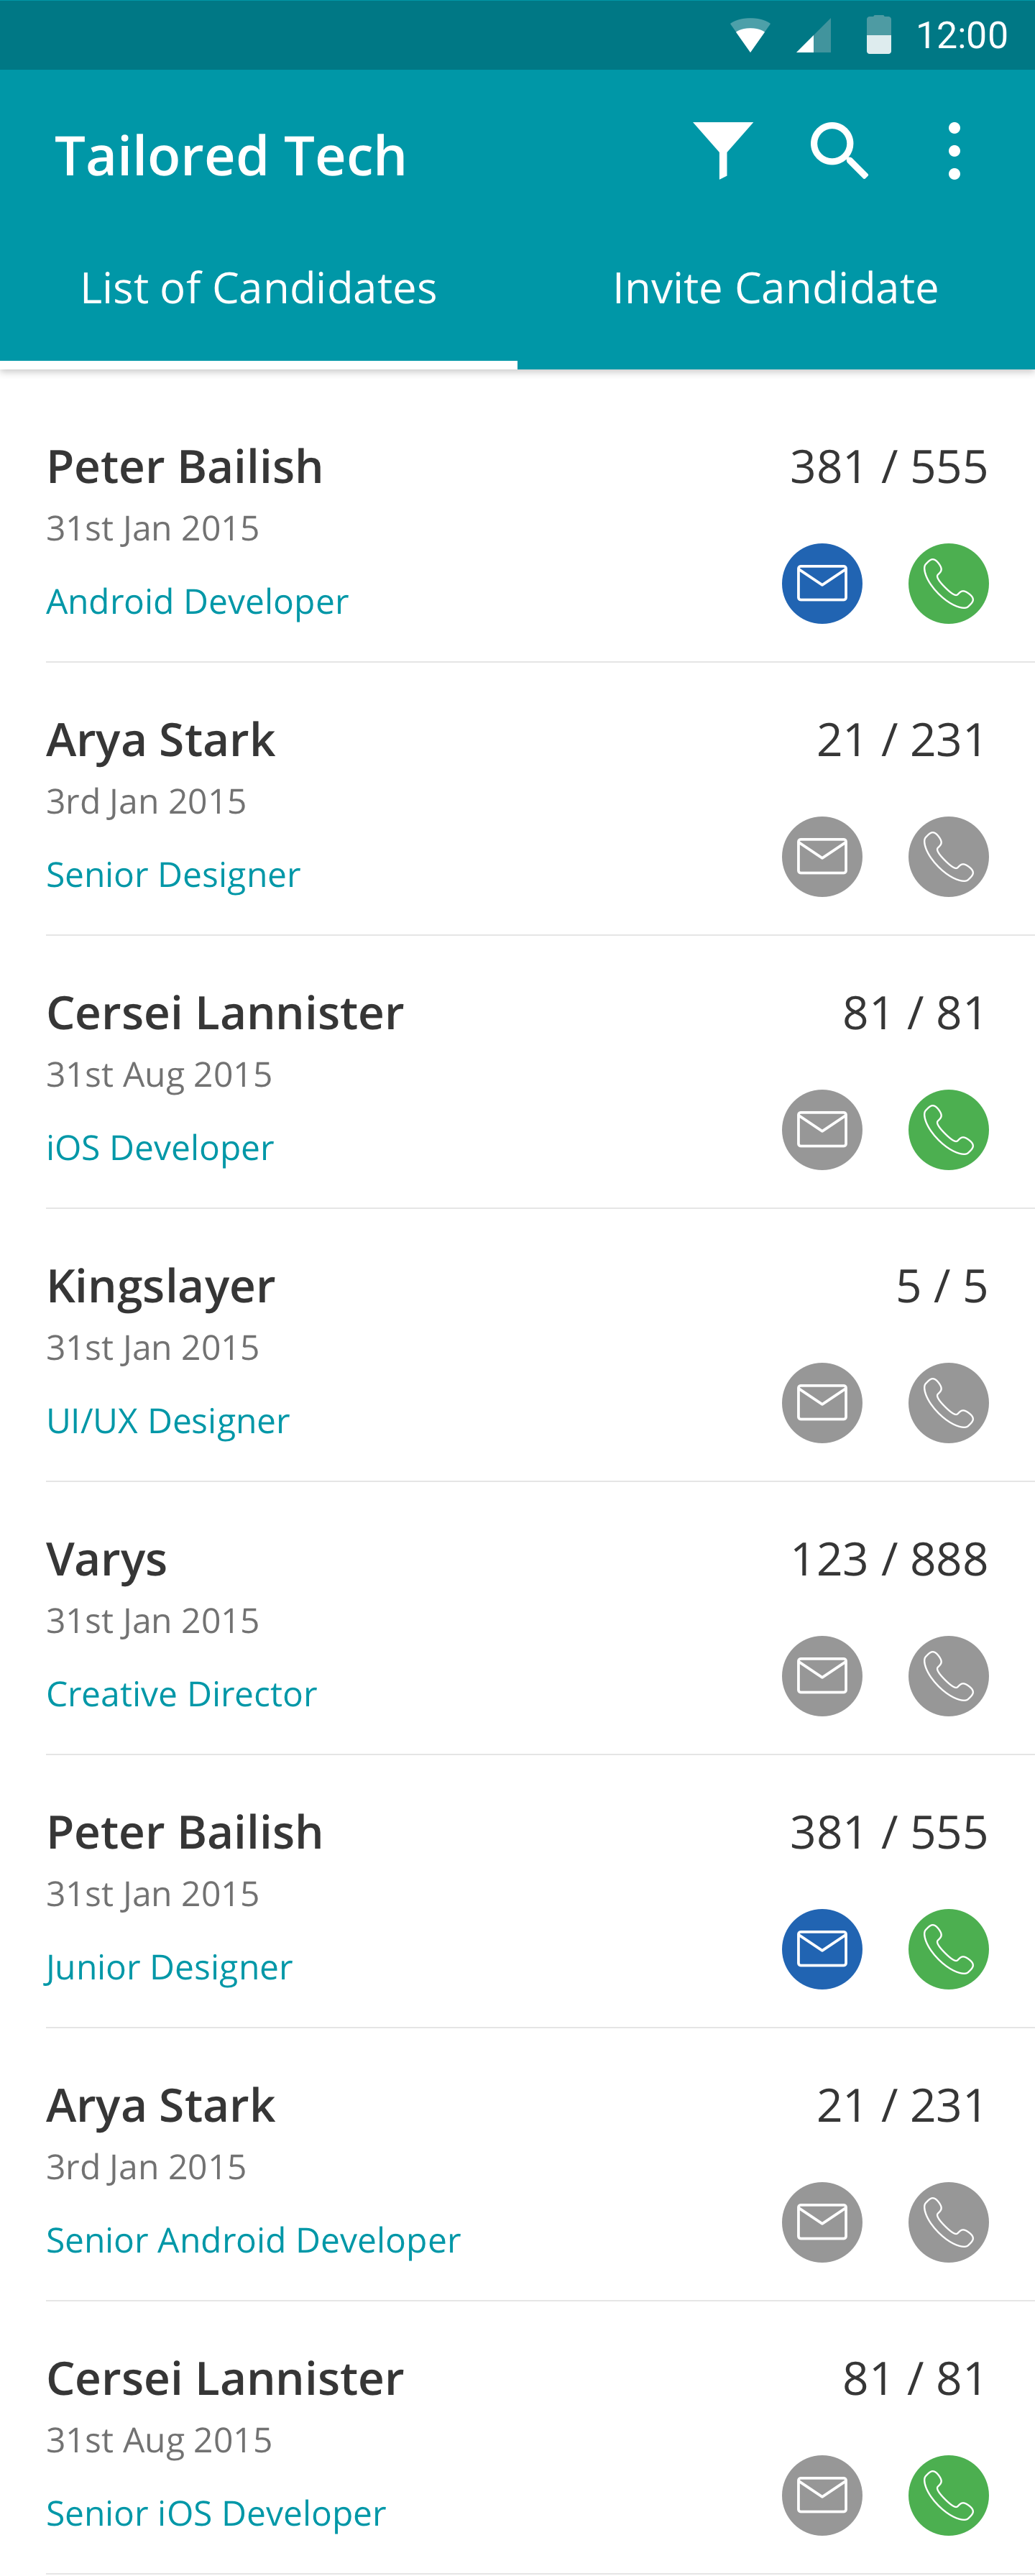 12:00
Tailored Tech
List of Candidates
Invite Candidate
Peter Bailish
381 / 555
31st Jan 2015
Android Developer
Arya Stark
21 / 231
3rd Jan 2015
Senior Designer
Cersei Lannister
81 / 81
31st Aug 2015
iOS Developer
Kingslayer
5 / 5
31st Jan 2015
UI/UX Designer
Varys
123 / 888
31st Jan 2015
Creative Director
Peter Bailish
381 / 555
31st Jan 2015
Junior Designer
Arya Stark
21 / 231
3rd Jan 2015
Senior Android Developer
Cersei Lannister
81 / 81
31st Aug 2015
Senior iOS Developer